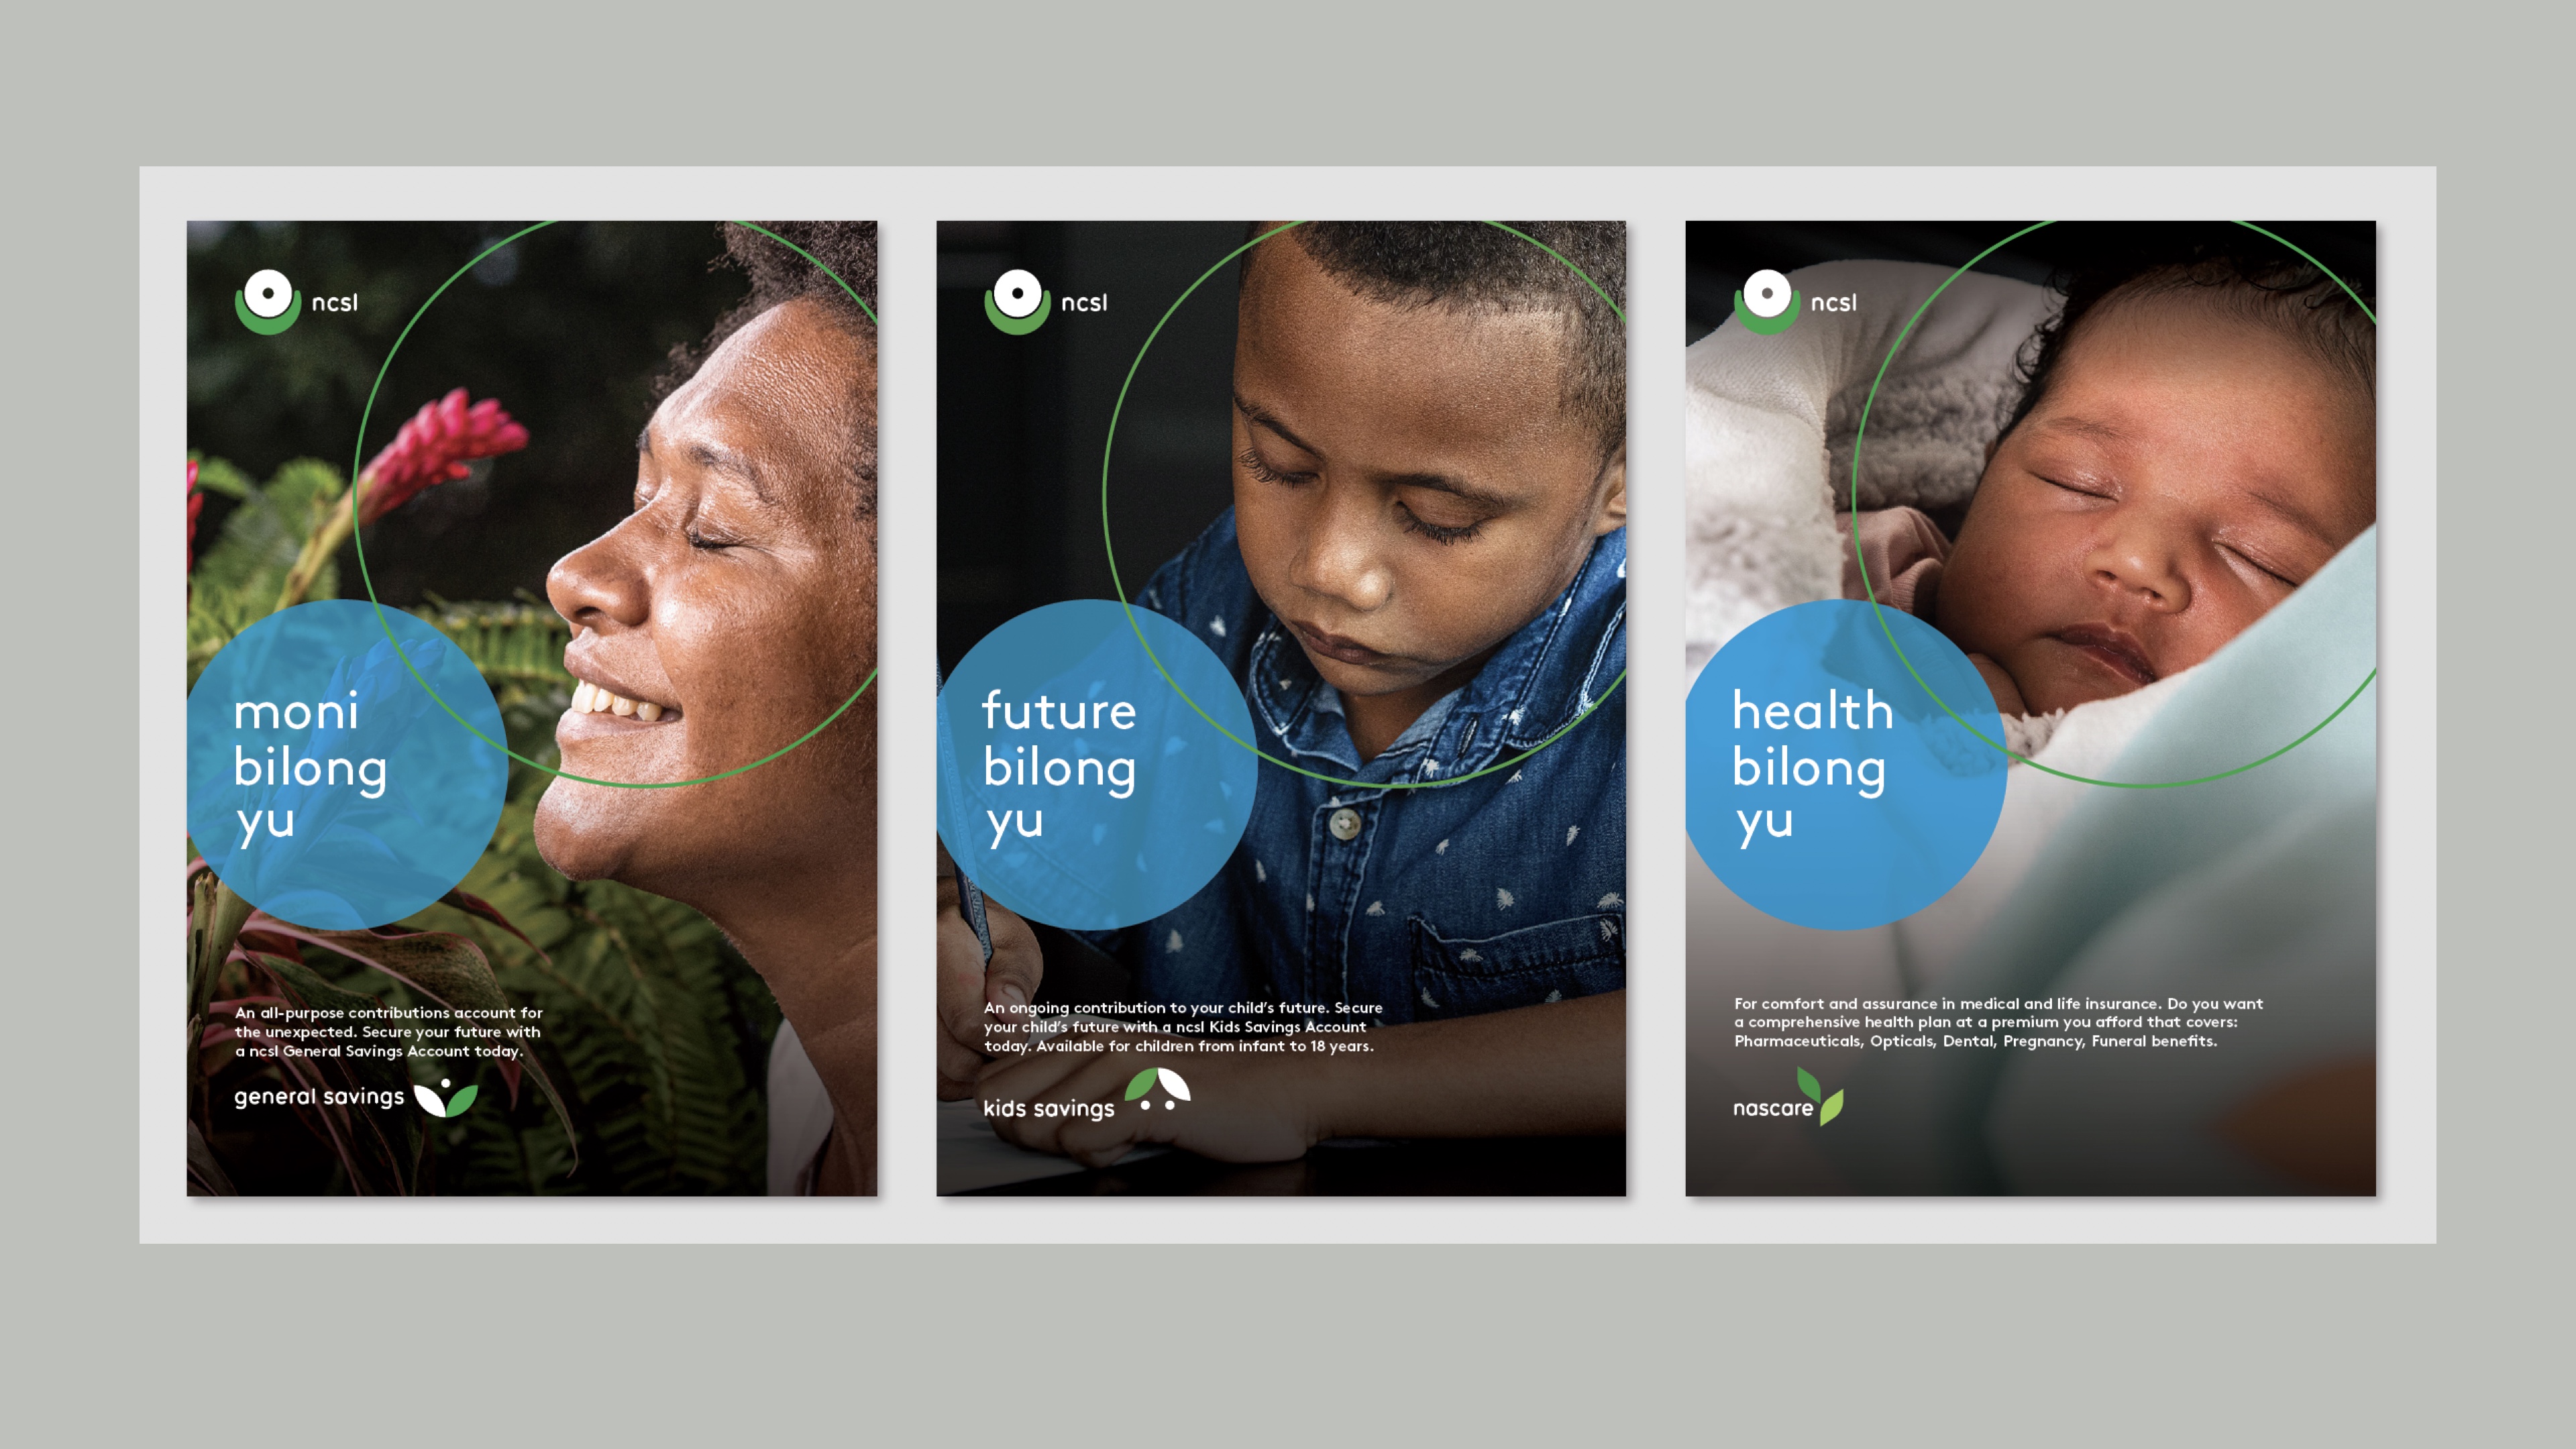 ncsl
moni
bilong
yu
An all-purpose contributions account for
the unexpected. Secure your future with
a ncsl General Savings Account today.
general savings
ncsl
future
bilong
yu
An ongoing contribution to your child's future. Secure
your child's future with a ncsl Kids Savings Account
today. Available for children from infant to 18 years.
kids savings
ncsl
health
bilong
yu
For comfort and assurance in medical and life insurance. Do you want
a comprehensive health plan at a premium you afford that covers:
Pharmaceuticals, Opticals, Dental, Pregnancy, Funeral benefits.
nascare